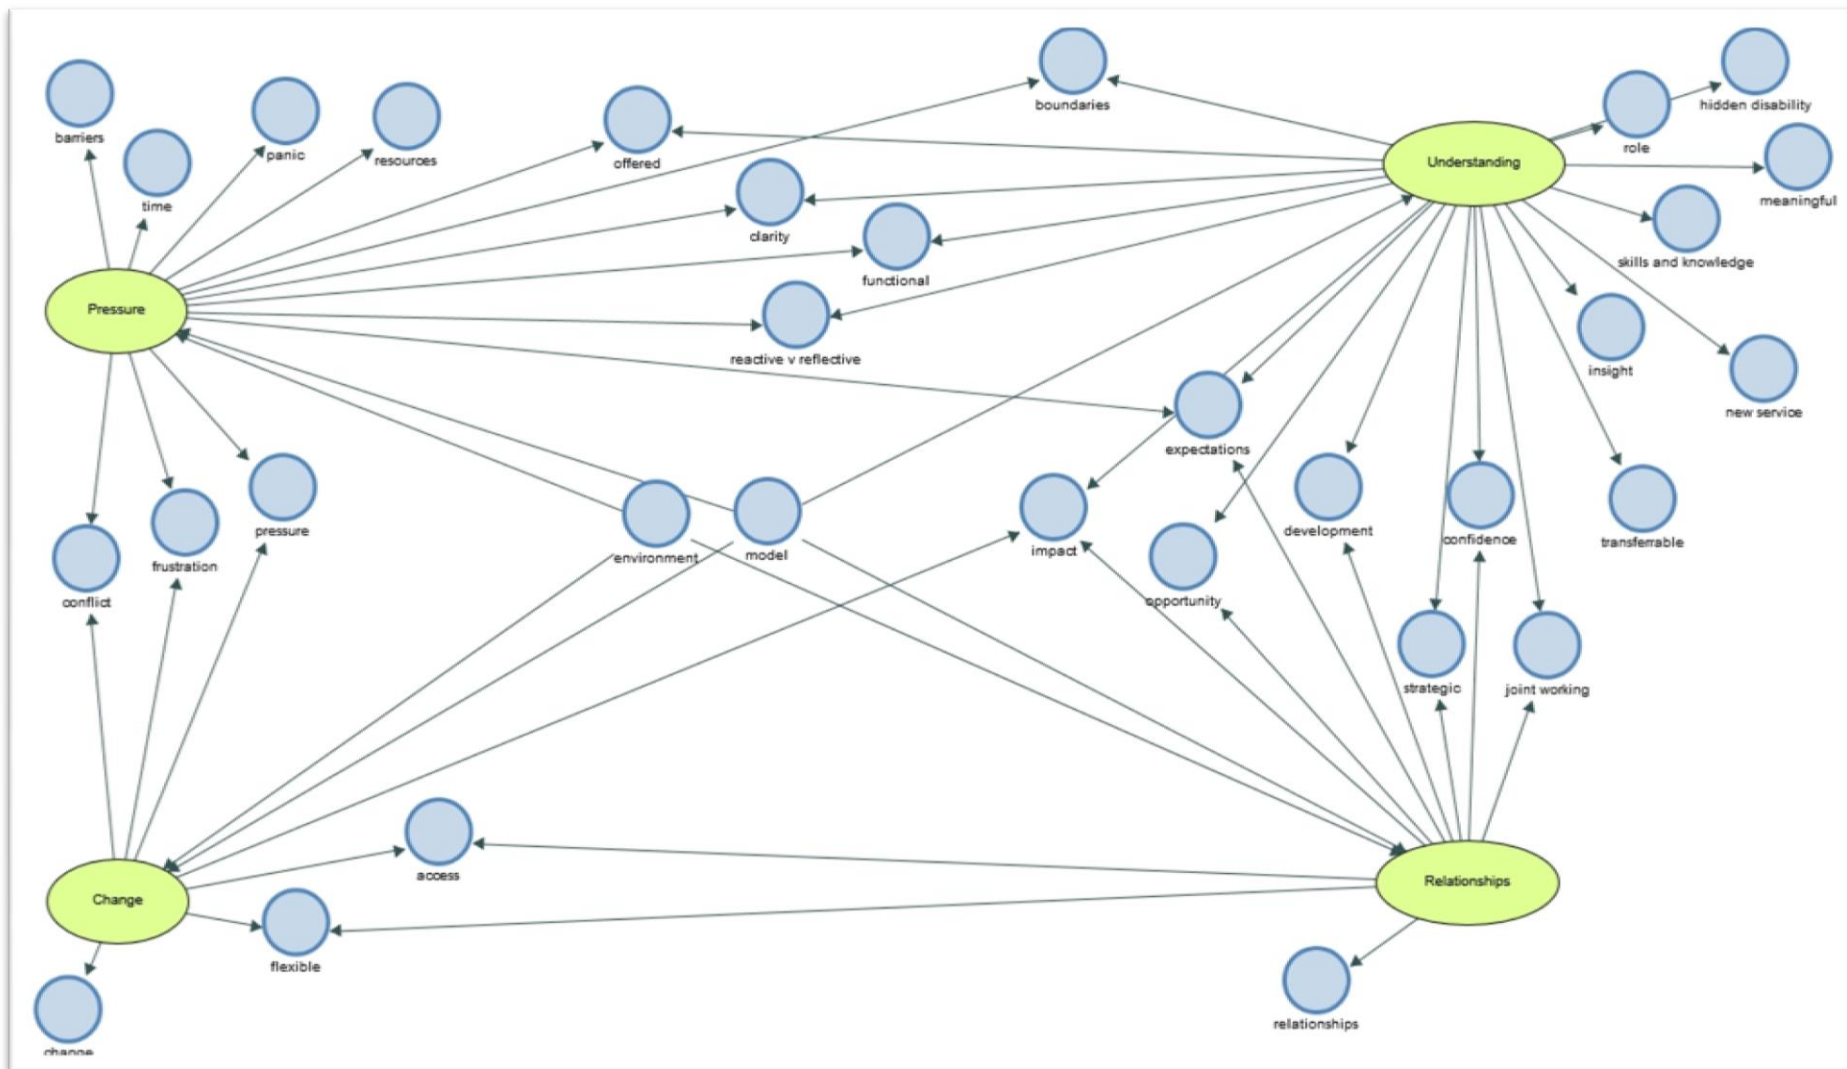 boundaries
hidden disability
barriers
panic
resources
offered
role
Understanding
meaningful
time
clarity
skills and knowledge
functional
Pressure
reactive v reflective
insight
new service
expectations
pressure
development
confidence
transferrable
frustration
environment
model
impact
conflict
opportunity
strategic
joint working
access
Relationships
Change
flexible
relationships
change